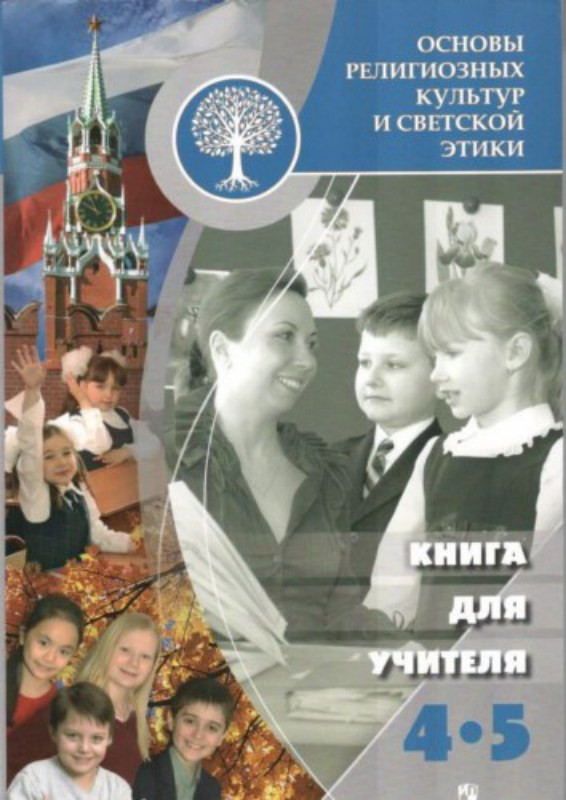 ОСНОВЫ
РЕЛИГИОЗНЫХ
КУЛЬТУР
И СВЕТСКОЙ
ЭТИКИ
КНИГА
ДЛЯ
УЧИТЕЛЯ
4•5